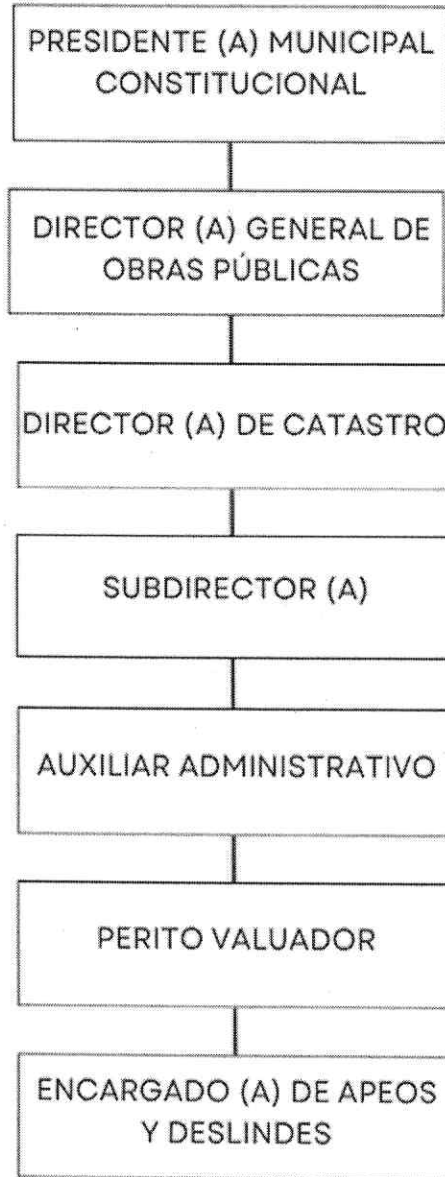 PRESIDENTE (A) MUNICIPAL
CONSTITUCIONAL
DIRECTOR (A) GENERAL DE
OBRAS PÚBLICAS
DIRECTOR (A) DE CATASTRO
SUBDIRECTOR (A)
AUXILIAR ADMINISTRATIVO
PERITO VALUADOR
ENCARGADO (A) DE APEOS
Y DESLINDES